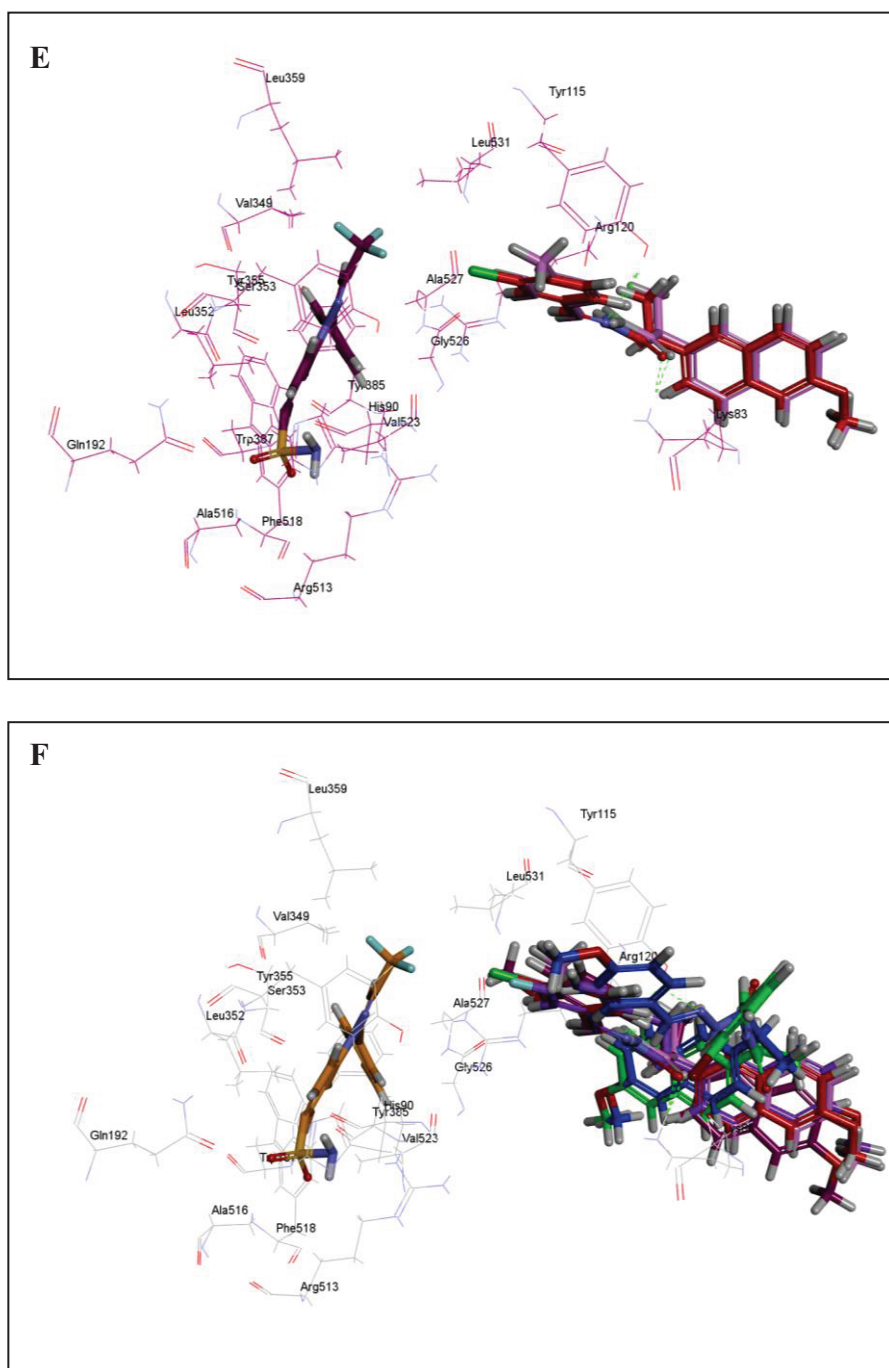 E
Leu359
Tyr115
Leu531
Val349
Arg120
Tyr355
Ser353
Ala527
Leu352
Gly526
Tyr385
His90
Lys83
Gln192
Trp387
Val523
Ala516
Phe518
Arg513
F
Leu359
Tyr115
Leu531
Val349
Arg120
Tyr355
Ser353
Ala527
Leu352
Gly526
His90
Tyr385
Gln192
Val523
Ala516
Phe518
Arg513